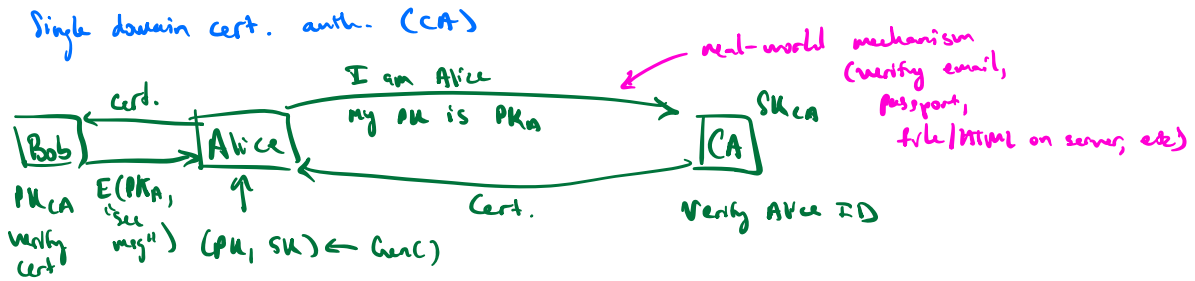 Single domain cert. auth. (CA)
real-world mechanism
(verify email,
passport,
file/HTML on server, etc)
I am Alice
my PK is PKA
cert.
SKCA
Bob
Alice
CA
Cert.
Verify Alice ID
PKCA
verify
cert
E(PKA,
"sec
msg")
(PK, SK) ← Gen()